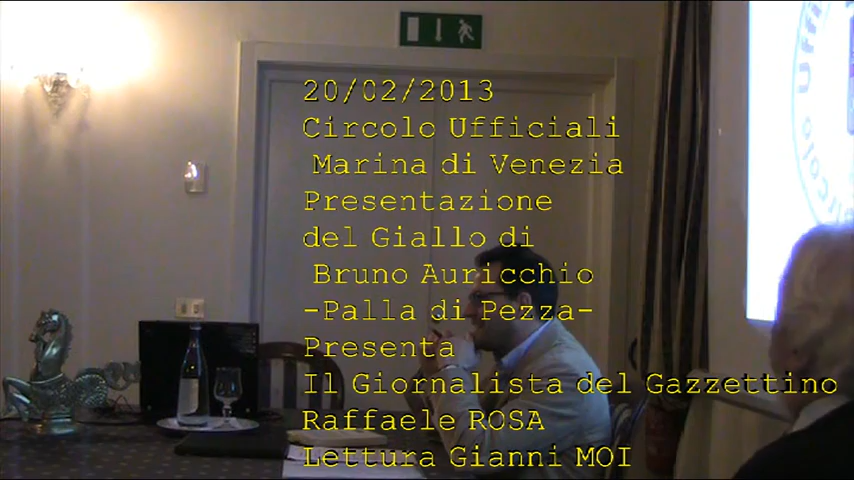 20/02/2013
Circolo Ufficiali
Marina di Venezia
Presentazione
del Giallo di
Bruno Auricchio
-Palla di Pezza-
Presenta
Il Giornalista del Gazzettino
Raffaele ROSA
Lettura Gianni MOI